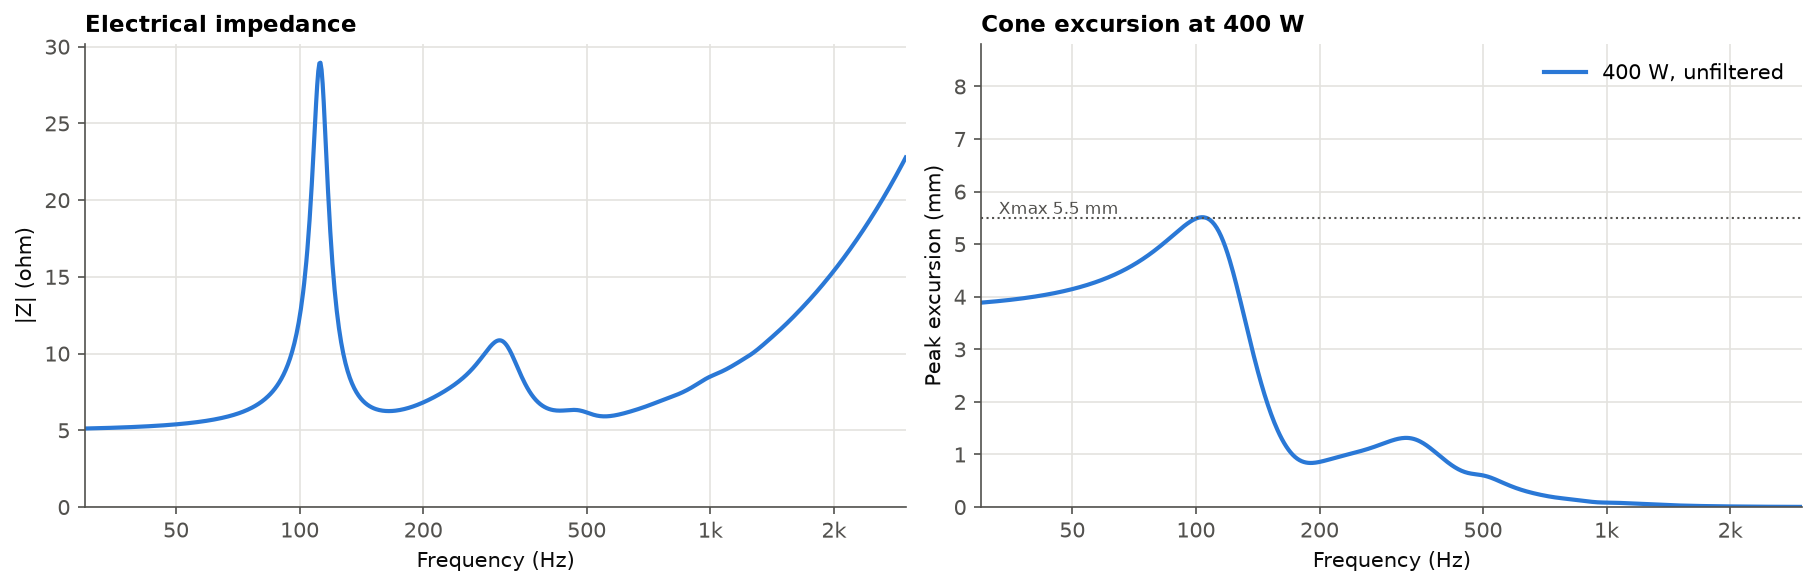 Electrical impedance
30
25
20
15
10
5
0
|Z| (ohm)
50
100
200
500
1k
2k
Frequency (Hz)
Cone excursion at 400 W
400 W, unfiltered
8
7
6
5
4
3
2
1
0
Xmax 5.5 mm
Peak excursion (mm)
50
100
200
500
1k
2k
Frequency (Hz)